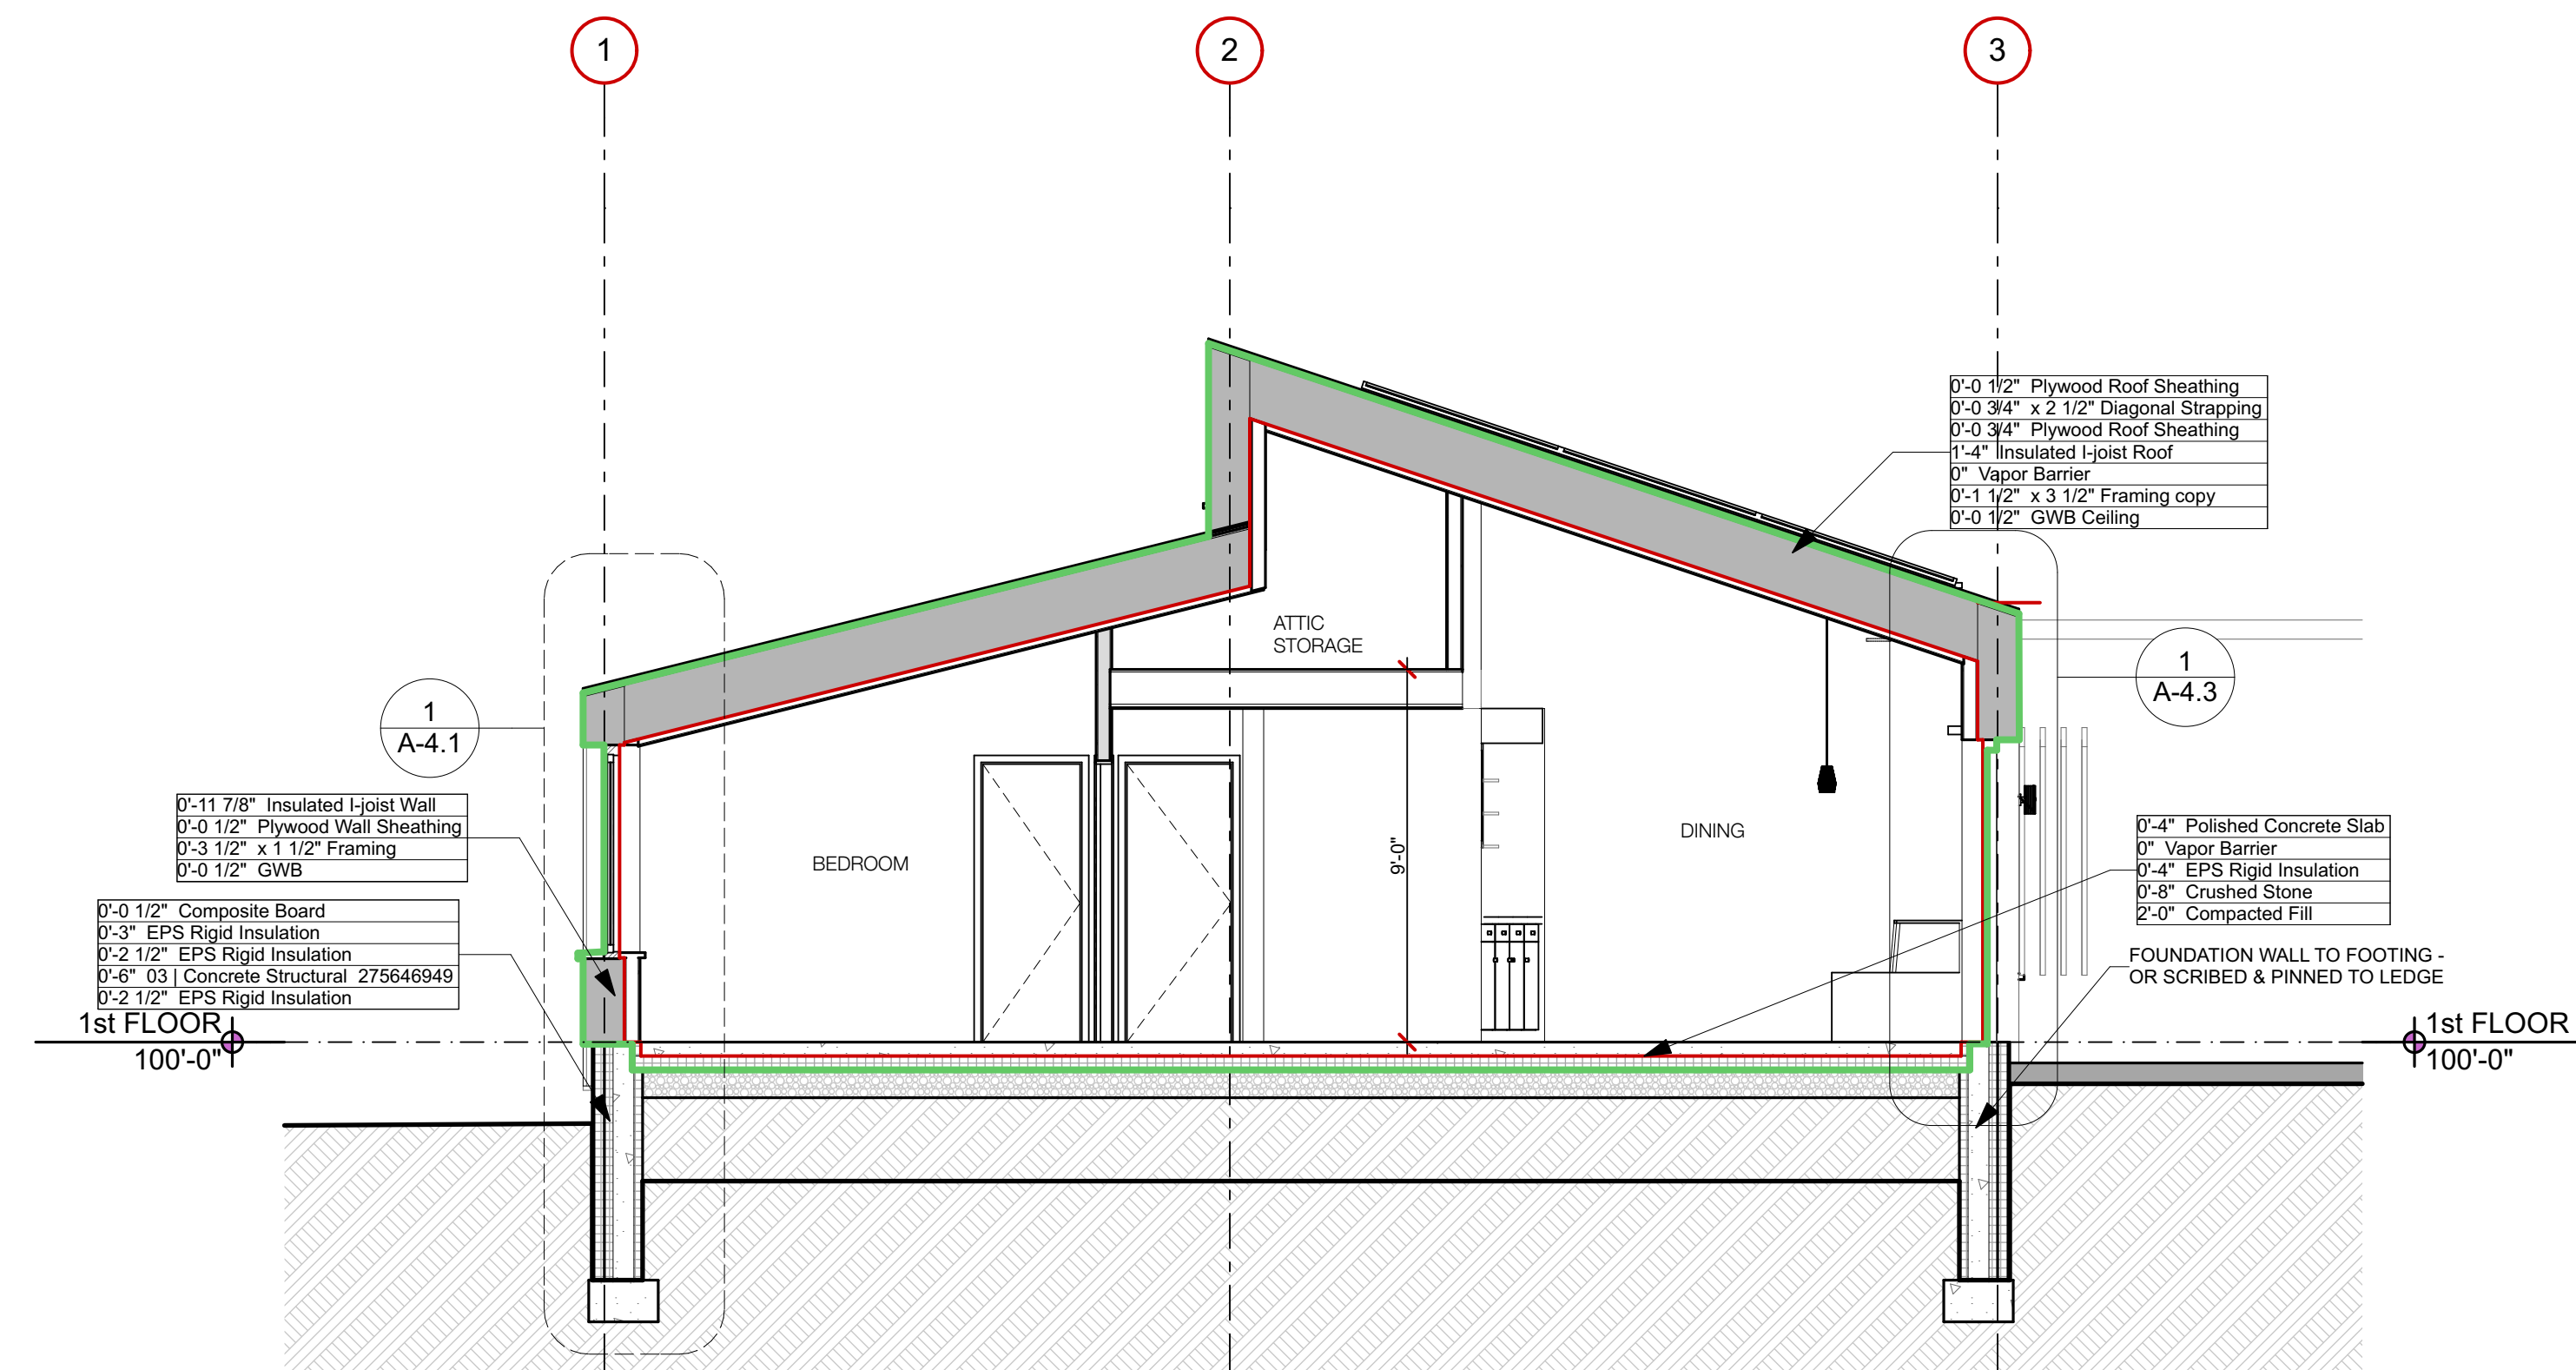 1
2
3
0'-0 1/2" Plywood Roof Sheathing
0'-0 3/4" x 2 1/2" Diagonal Strapping
0'-0 3/4" Plywood Roof Sheathing
1'-4" Insulated I-joist Roof
0" Vapor Barrier
0'-1 1/2" x 3 1/2" Framing copy
0'-0 1/2" GWB Ceiling
ATTIC
STORAGE
1
A-4.1
1
A-4.3
0'-11 7/8" Insulated I-joist Wall
0'-0 1/2" Plywood Wall Sheathing
0'-3 1/2" x 1 1/2" Framing
0'-0 1/2" GWB
BEDROOM
9'-0"
DINING
0'-4" Polished Concrete Slab
0" Vapor Barrier
0'-4" EPS Rigid Insulation
0'-8" Crushed Stone
2'-0" Compacted Fill
0'-0 1/2" Composite Board
0'-3" EPS Rigid Insulation
0'-2 1/2" EPS Rigid Insulation
0'-6" 03 | Concrete Structural 275646949
0'-2 1/2" EPS Rigid Insulation
FOUNDATION WALL TO FOOTING -
OR SCRIBED & PINNED TO LEDGE
1st FLOOR
100'-0"
1st FLOOR
100'-0"